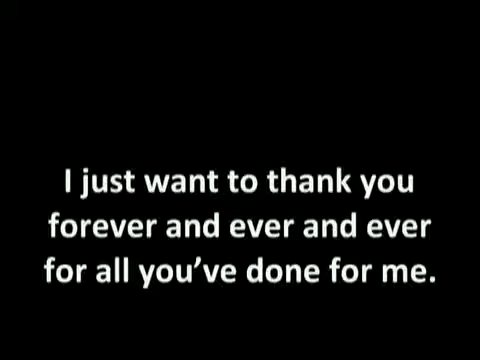 I just want to thank you
forever and ever and ever
for all you’ve done for me.